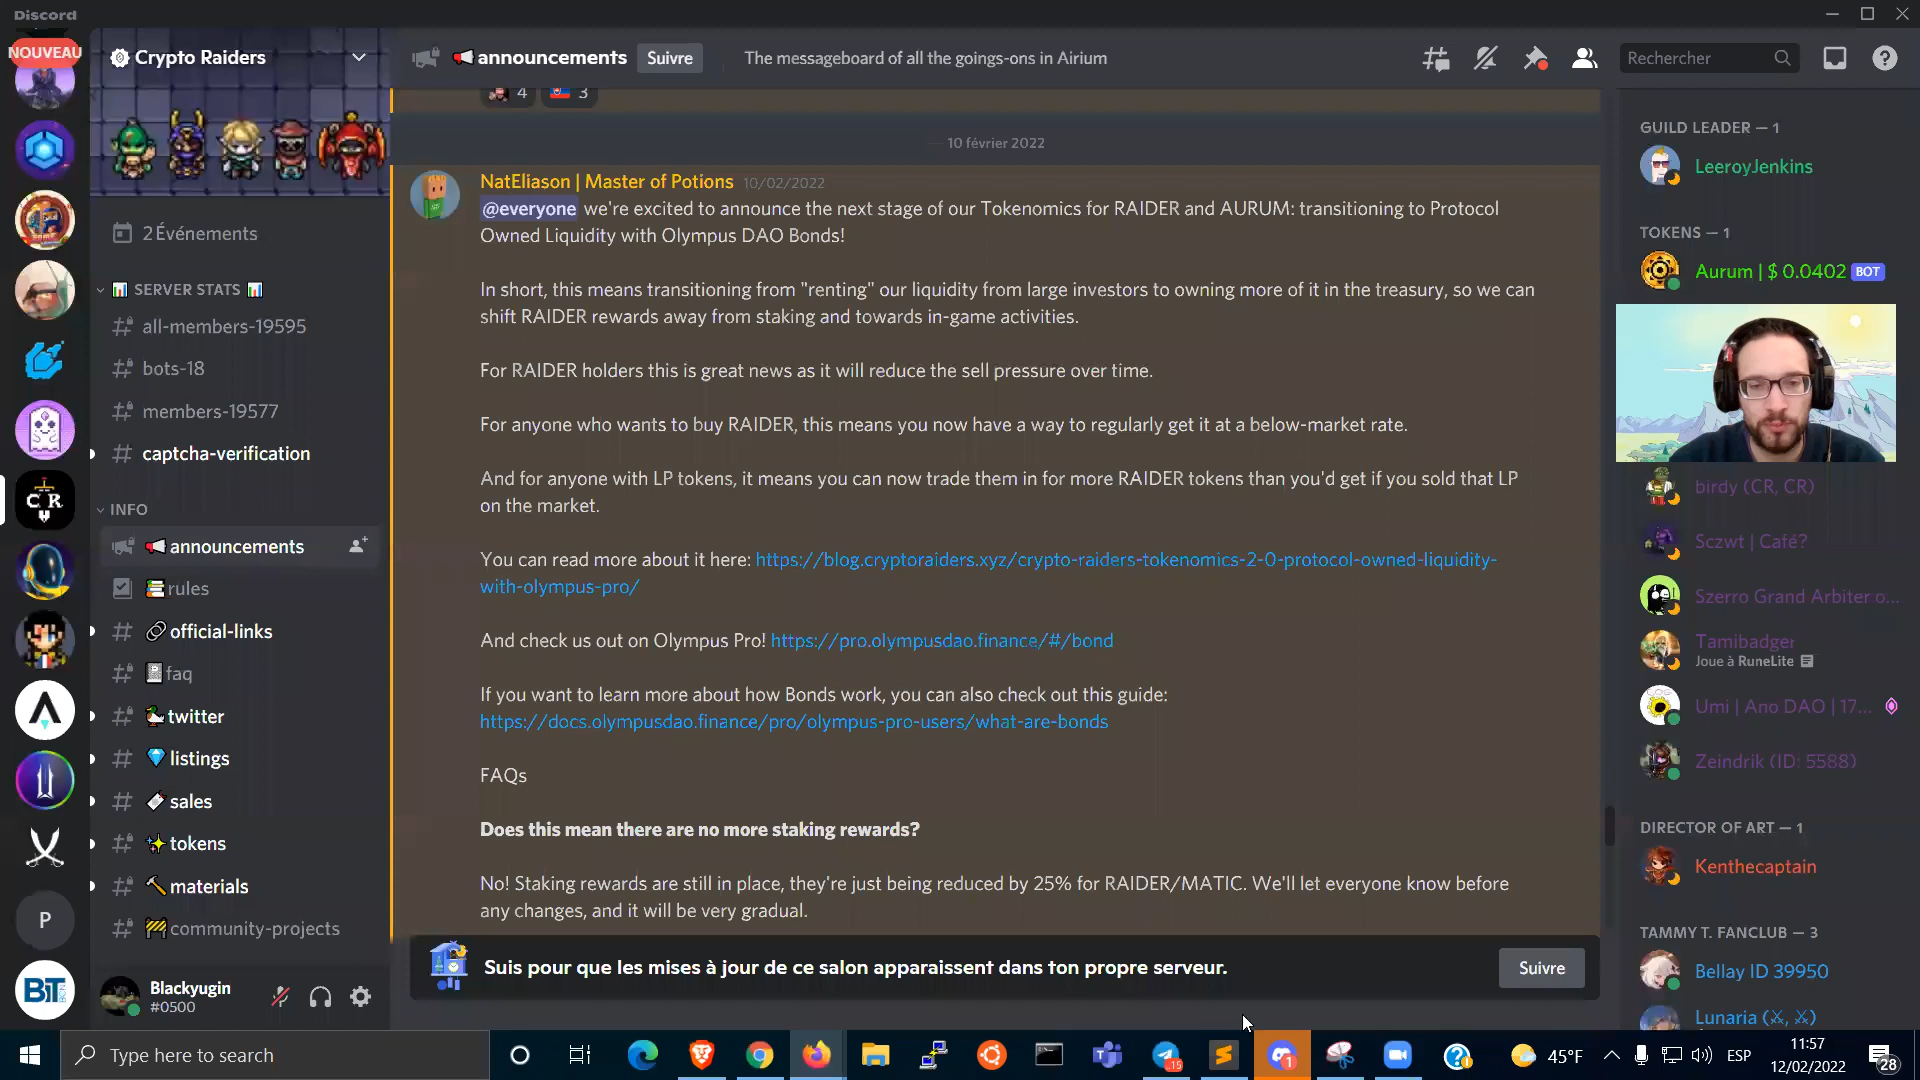 Discord
NOUVEAU
Crypto Raiders
announcements
Suivre
The messageboard of all the goings-ons in Airium
Rechercher
4
3
10 février 2022
2 Événements
SERVER STATS
all-members-19595
bots-18
members-19577
captcha-verification
INFO
announcements
rules
official-links
faq
twitter
listings
sales
tokens
materials
community-projects
CR
P
BIT
Blackyugin
#0500
NatEliason | Master of Potions 10/02/2022
@everyone we're excited to announce the next stage of our Tokenomics for RAIDER and AURUM: transitioning to Protocol
Owned Liquidity with Olympus DAO Bonds!
In short, this means transitioning from "renting" our liquidity from large investors to owning more of it in the treasury, so we can
shift RAIDER rewards away from staking and towards in-game activities.
For RAIDER holders this is great news as it will reduce the sell pressure over time.
For anyone who wants to buy RAIDER, this means you now have a way to regularly get it at a below-market rate.
And for anyone with LP tokens, it means you can now trade them in for more RAIDER tokens than you'd get if you sold that LP
on the market.
You can read more about it here: https://blog.cryptoraiders.xyz/crypto-raiders-tokenomics-2-0-protocol-owned-liquidity-
with-olympus-pro/
And check us out on Olympus Pro! https://pro.olympusdao.finance/#/bond
If you want to learn more about how Bonds work, you can also check out this guide:
https://docs.olympusdao.finance/pro/olympus-pro-users/what-are-bonds
FAQs
Does this mean there are no more staking rewards?
No! Staking rewards are still in place, they're just being reduced by 25% for RAIDER/MATIC. We'll let everyone know before
any changes, and it will be very gradual.
Suis pour que les mises à jour de ce salon apparaissent dans ton propre serveur.
Suivre
GUILD LEADER — 1
LeeroyJenkins
TOKENS — 1
Aurum | $ 0.0402 BOT
birdy (CR, CR)
Sczwt | Café?
Szerro Grand Arbiter o...
Tamibadger
Joue à RuneLite
Umi | Ano DAO | 17...
Zeindrik (ID: 5588)
DIRECTOR OF ART — 1
Kenthecaptain
TAMMY T. FANCLUB — 3
Bellay ID 39950
Lunaria (⚔, ⚔)
Type here to search
15
1
45°F
ESP
11:57
12/02/2022
28